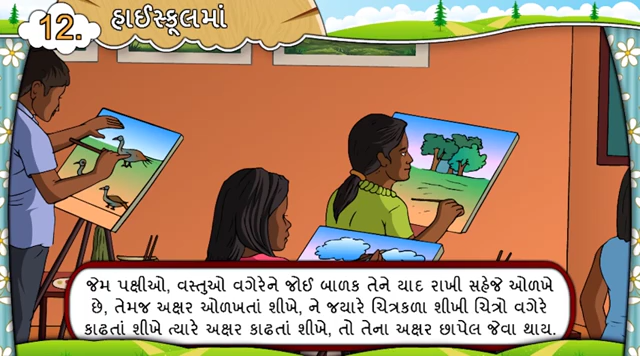 12. હાઈસ્કૂલમાં
જેમ પક્ષીઓ, વસ્તુઓ વગેરેને જોઈ બાળક તેને યાદ રાખી સહેજે ઓળખે
છે, તેમજ અક્ષર ઓળખતાં શીખે, ને જ્યારે ચિત્રકળા શીખી ચિત્રો વગેરે
કાઢતાં શીખે ત્યારે અક્ષર કાઢતાં શીખે, તો તેના અક્ષર છાપેલ જેવા થાય.